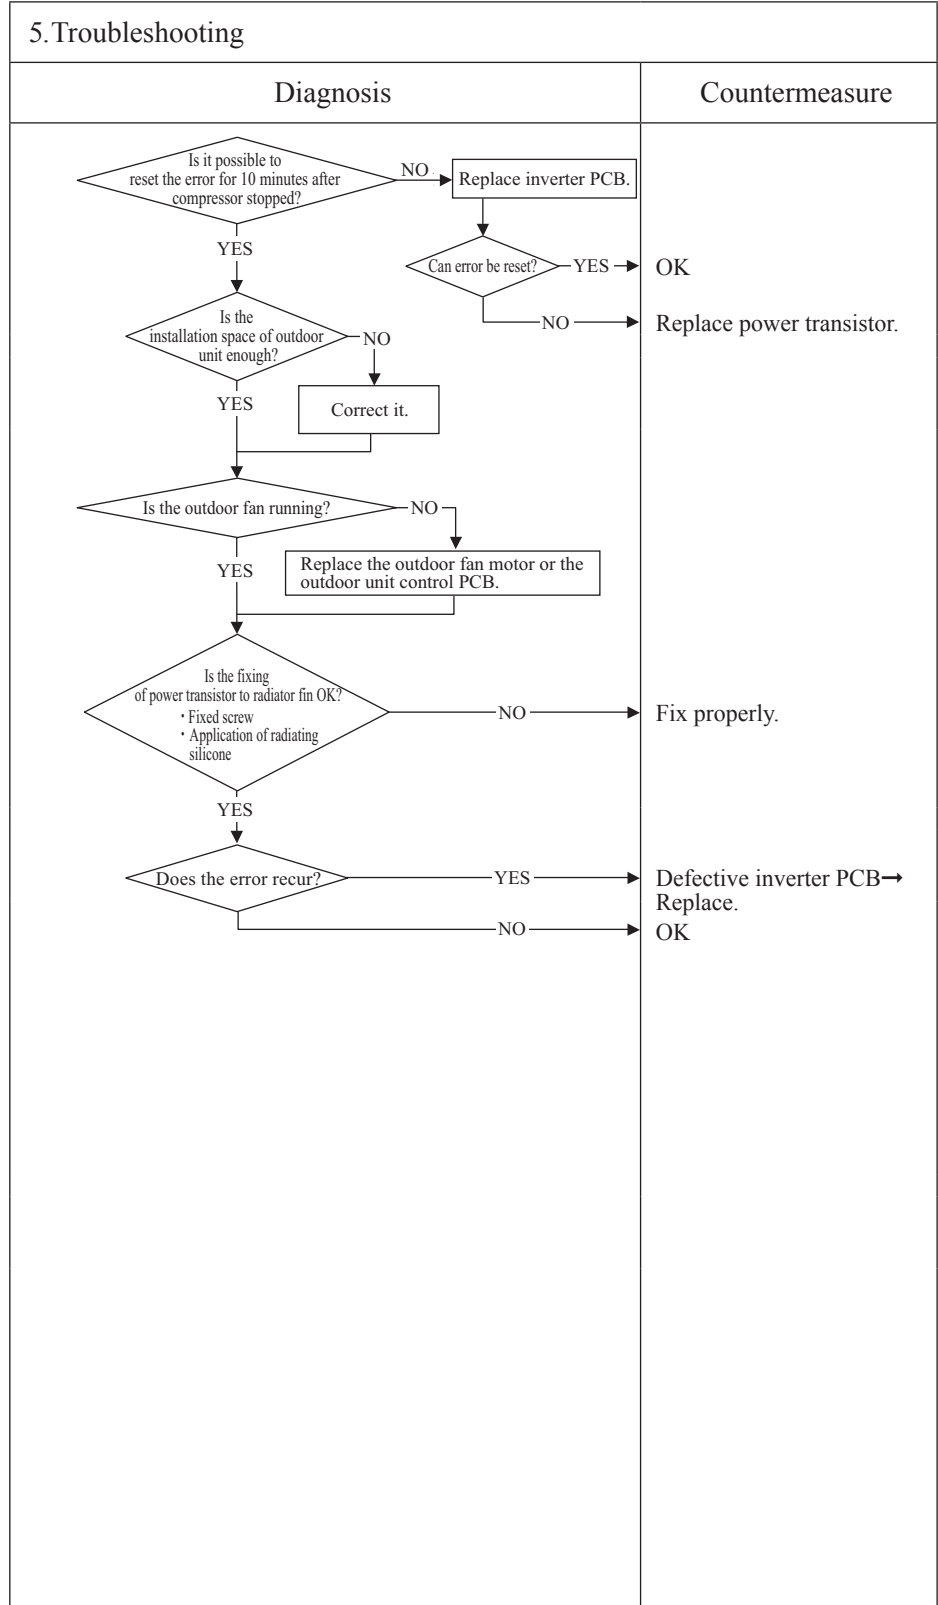 5.Troubleshooting
Diagnosis
Countermeasure
Is it possible to
reset the error for 10 minutes after
compressor stopped?
NO
Replace inverter PCB.
YES
Can error be reset?
YES
OK
NO
Replace power transistor.
Is the
installation space of outdoor
unit enough?
NO
YES
Correct it.
Is the outdoor fan running?
NO
YES
Replace the outdoor fan motor or the
outdoor unit control PCB.
Is the fixing
of power transistor to radiator fin OK?
・Fixed screw
・Application of radiating
silicone
NO
Fix properly.
YES
Does the error recur?
YES
Defective inverter PCB→
Replace.
NO
OK